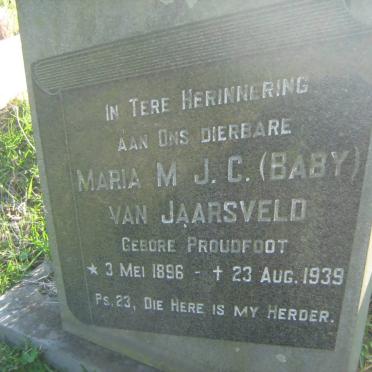 IN TERE HERINNERING
AAN ONS DIERBARE
MARIA M J. C. (BABY)
VAN JAARSVELD
GEBORE PROUDFOOT
★ 3 MEI 1896 - † 23 AUG. 1939
PS. 23, DIE HERE IS MY HERDER.